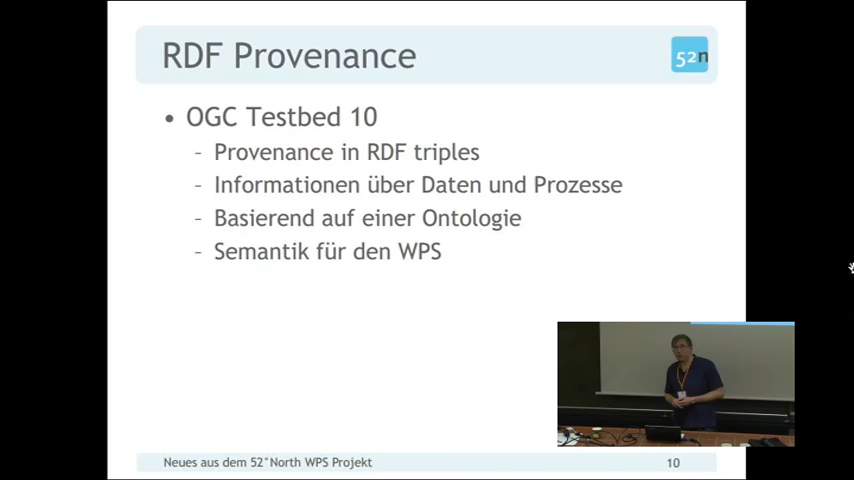 RDF Provenance
52n
• OGC Testbed 10
- Provenance in RDF triples
- Informationen über Daten und Prozesse
- Basierend auf einer Ontologie
- Semantik für den WPS
Neues aus dem 52°North WPS Projekt
10